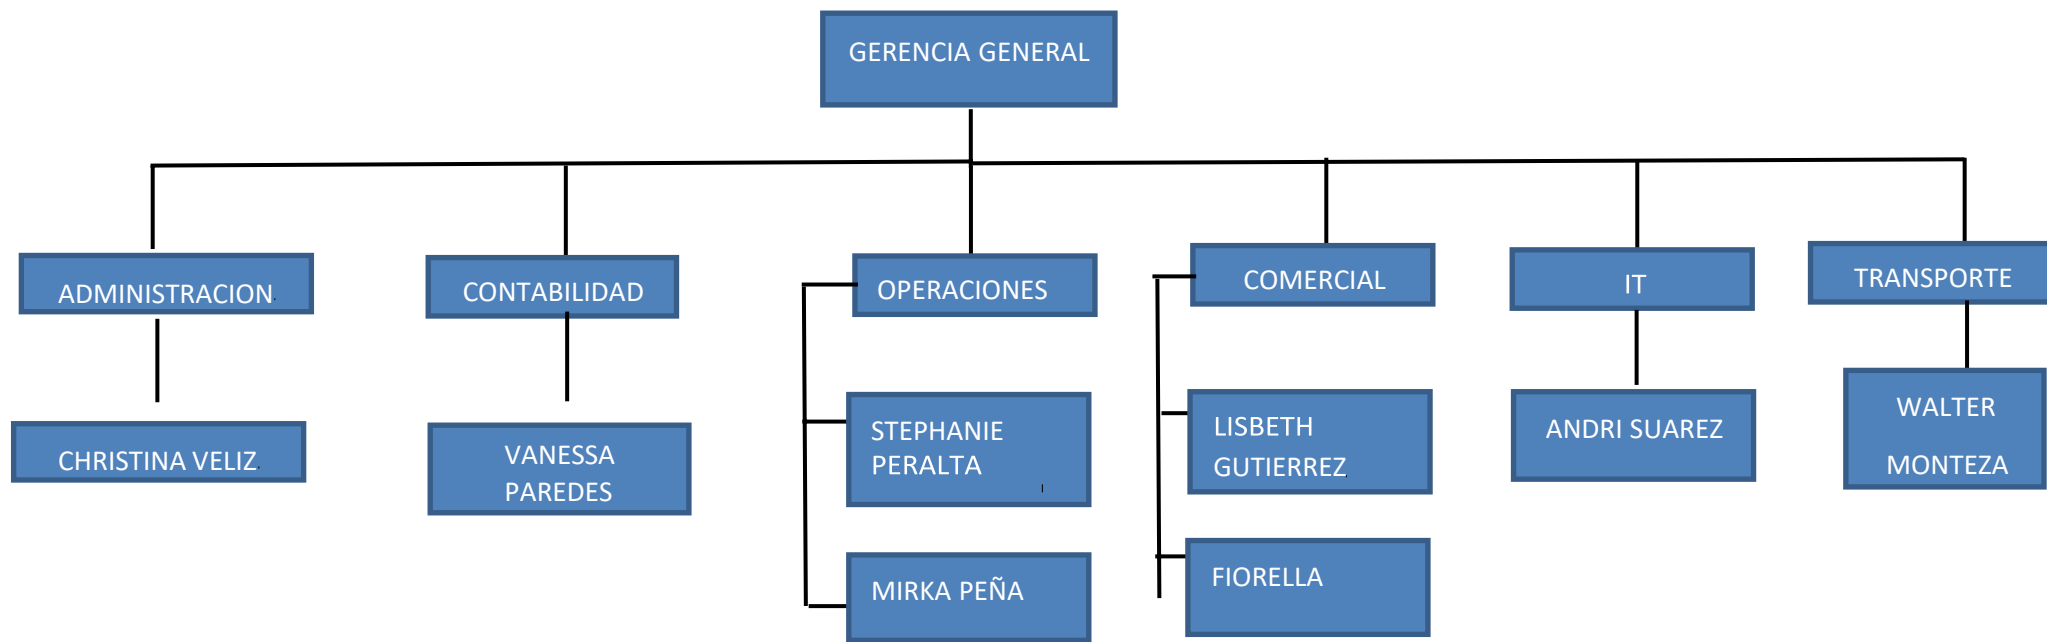 GERENCIA GENERAL
ADMINISTRACION.
CONTABILIDAD
OPERACIONES
COMERCIAL
IT
TRANSPORTE
CHRISTINA VELIZ.
VANESSA
PAREDES
STEPHANIE
PERALTA
MIRKA PEÑA
LISBETH
GUTIERREZ.
FIORELLA
ANDRI SUAREZ
WALTER
MONTEZA